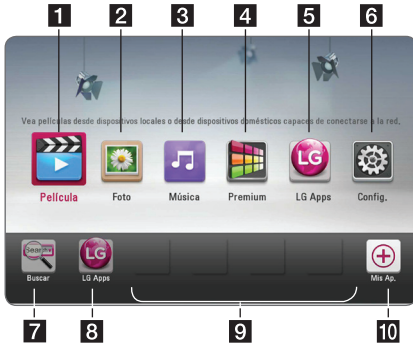 1 2 3 4 5 6
Vea películas desde dispositivos locales o desde dispositivos domésticos capaces de conectarse a la red.
LG
Película Foto Música Premium LG Apps Config.
Search
LG
Buscar LG Apps Mis Ap.
7 8 9 10